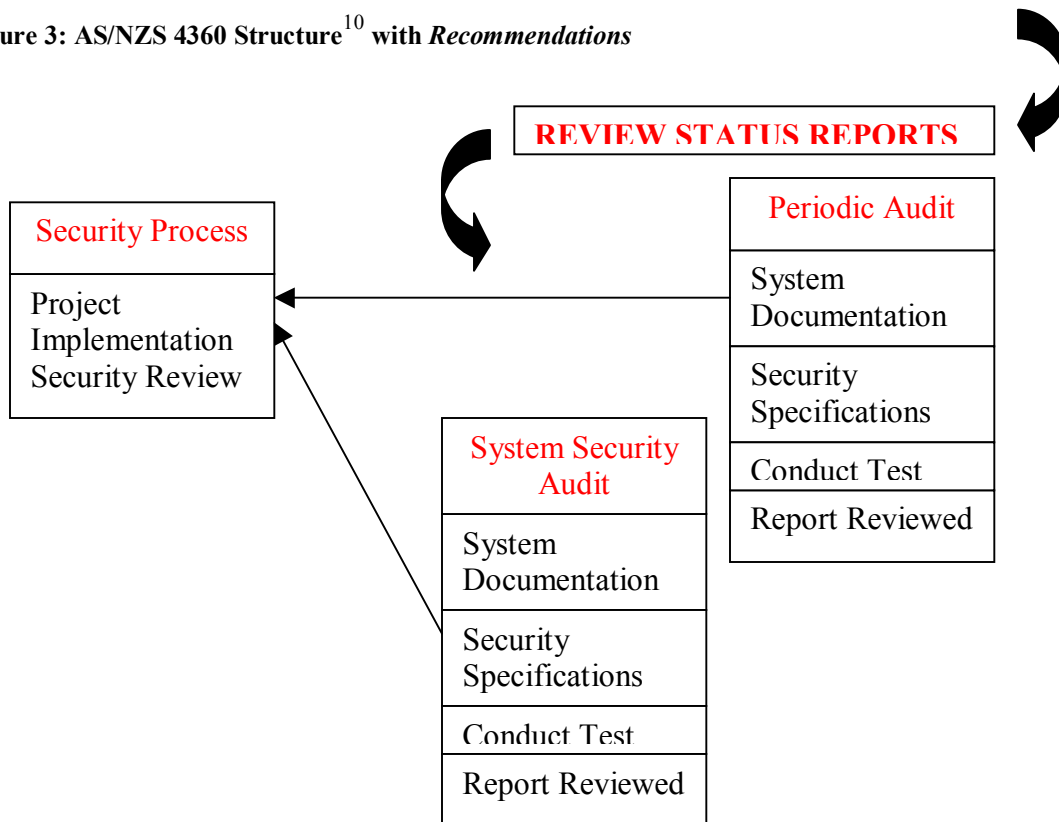 ure 3: AS/NZS 4360 Structure10 with Recommendations
REVIEW STATUS REPORTS
Security Process
Project
Implementation
Security Review
Periodic Audit
System
Documentation
Security
Specifications
Conduct Test
Report Reviewed
System Security
Audit
System
Documentation
Security
Specifications
Conduct Test
Report Reviewed